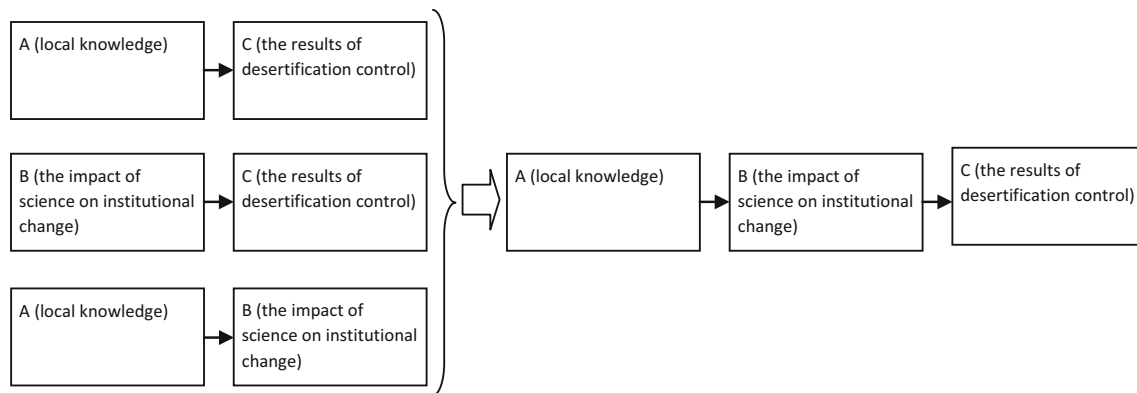 A (local knowledge)
C (the results of
desertification control)
B (the impact of
science on institutional
change)
C (the results of
desertification control)
A (local knowledge)
B (the impact of
science on institutional
change)
A (local knowledge)
B (the impact of
science on institutional
change)
C (the results of
desertification control)